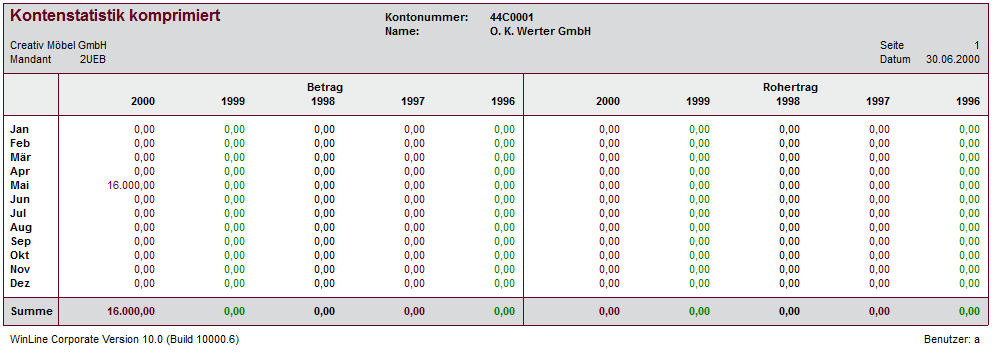 Kontenstatistik komprimiert
Kontonummer: 44C0001
Name: O. K. Werter GmbH
Creativ Möbel GmbH Seite 1
Mandant 2UEB Datum 30.06.2000
Betrag Rohertrag
2000 1999 1998 1997 1996 2000 1999 1998 1997 1996
Jan 0,00 0,00 0,00 0,00 0,00 0,00 0,00 0,00 0,00 0,00
Feb 0,00 0,00 0,00 0,00 0,00 0,00 0,00 0,00 0,00 0,00
Mär 0,00 0,00 0,00 0,00 0,00 0,00 0,00 0,00 0,00 0,00
Apr 0,00 0,00 0,00 0,00 0,00 0,00 0,00 0,00 0,00 0,00
Mai 16.000,00 0,00 0,00 0,00 0,00 0,00 0,00 0,00 0,00 0,00
Jun 0,00 0,00 0,00 0,00 0,00 0,00 0,00 0,00 0,00 0,00
Jul 0,00 0,00 0,00 0,00 0,00 0,00 0,00 0,00 0,00 0,00
Aug 0,00 0,00 0,00 0,00 0,00 0,00 0,00 0,00 0,00 0,00
Sep 0,00 0,00 0,00 0,00 0,00 0,00 0,00 0,00 0,00 0,00
Okt 0,00 0,00 0,00 0,00 0,00 0,00 0,00 0,00 0,00 0,00
Nov 0,00 0,00 0,00 0,00 0,00 0,00 0,00 0,00 0,00 0,00
Dez 0,00 0,00 0,00 0,00 0,00 0,00 0,00 0,00 0,00 0,00
Summe 16.000,00 0,00 0,00 0,00 0,00 0,00 0,00 0,00 0,00 0,00
WinLine Corporate Version 10.0 (Build 10000.6) Benutzer: a